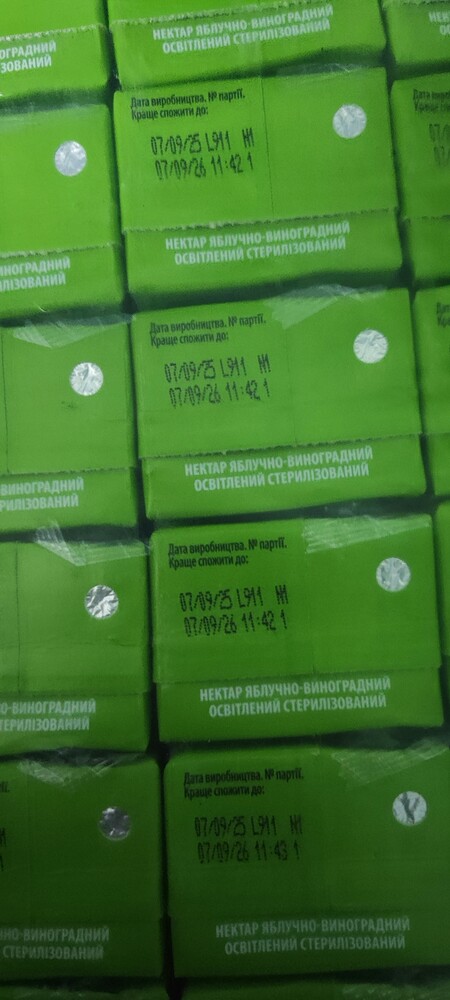 НЕКТАР ЯБЛУЧНО-ВИНОГРАДНИЙ
ОСВІТЛЕНИЙ СТЕРИЛІЗОВАНИЙ
Дата виробництва. № партії.
Краще спожити до:
07/09/25 L911 М1
07/09/26 11:42 1
НЕКТАР ЯБЛУЧНО-ВИНОГРАДНИЙ
ОСВІТЛЕНИЙ СТЕРИЛІЗОВАНИЙ
Дата виробництва. № партії.
Краще спожити до:
07/09/25 L911 М1
07/09/26 11:42 1
НЕКТАР ЯБЛУЧНО-ВИНОГРАДНИЙ
ОСВІТЛЕНИЙ СТЕРИЛІЗОВАНИЙ
Дата виробництва. № партії.
Краще спожити до:
07/09/25 L911 М1
07/09/26 11:42 1
НЕКТАР ЯБЛУЧНО-ВИНОГРАДНИЙ
ОСВІТЛЕНИЙ СТЕРИЛІЗОВАНИЙ
Дата виробництва. № партії.
Краще спожити до:
07/09/25 L911 М1
07/09/26 11:43 1
НЕКТАР ЯБЛУЧНО-ВИНОГРАДНИЙ
ОСВІТЛЕНИЙ СТЕРИЛІЗОВАНИЙ